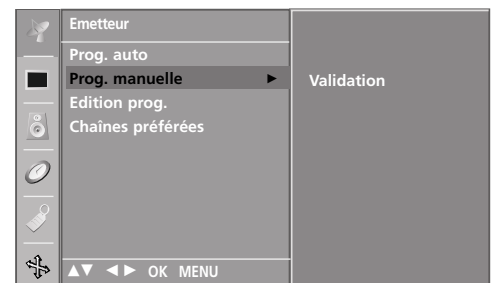 Emetteur
Prog. auto
Prog. manuelle ►
Validation
Edition prog.
Chaînes préférées
▲▼ ◄► OK MENU